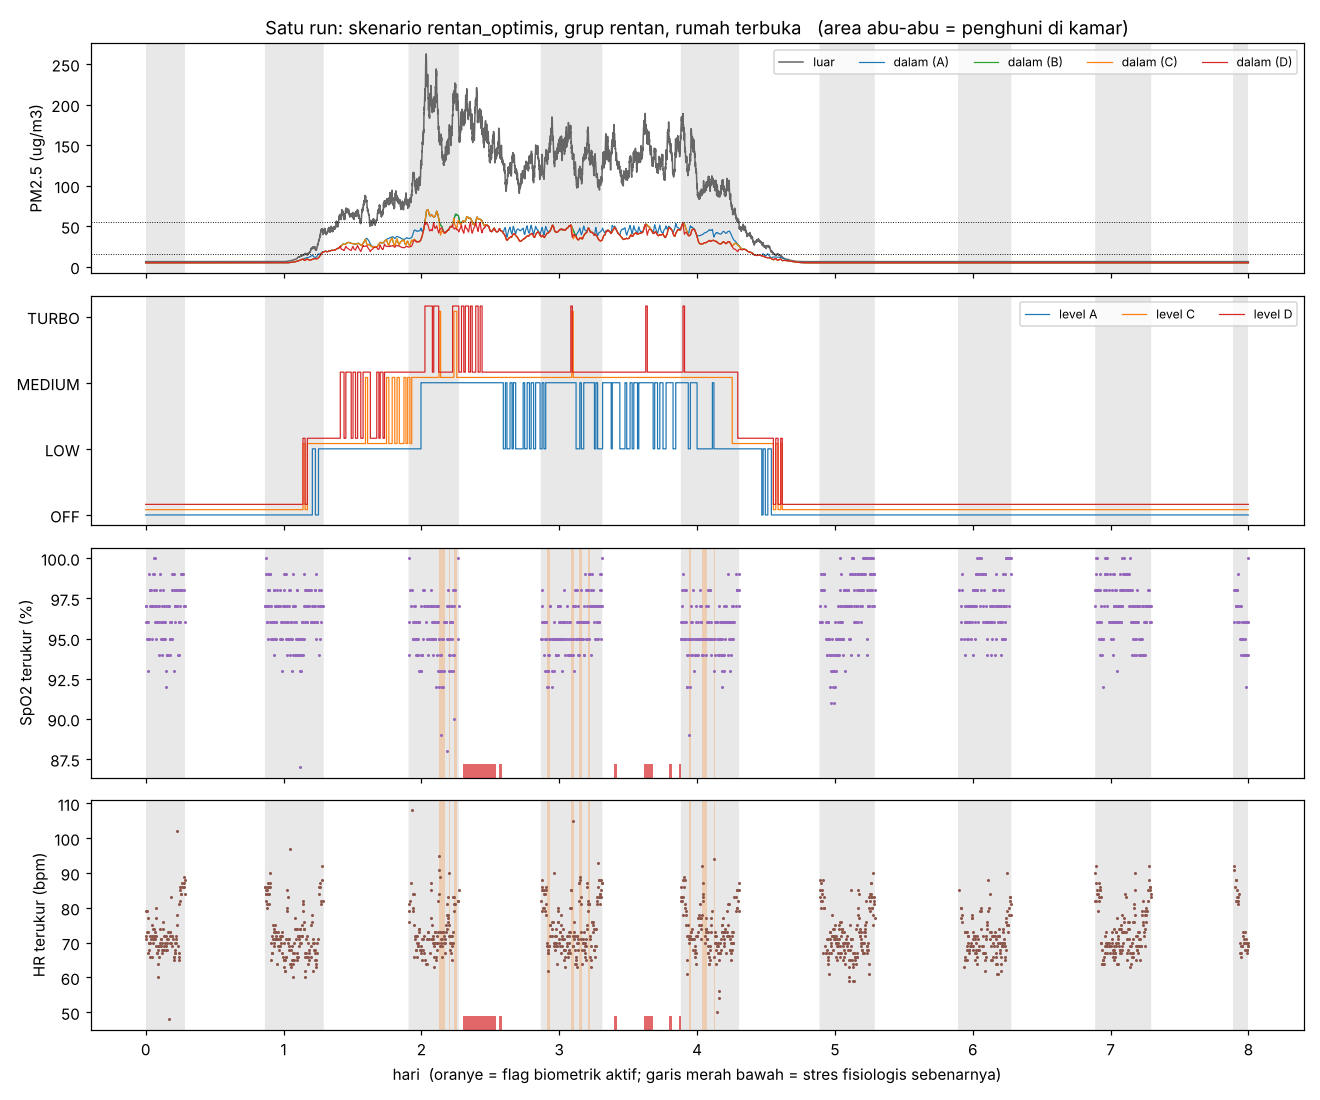 Satu run: skenario rentan_optimis, grup rentan, rumah terbuka   (area abu-abu = penghuni di kamar)
luar   dalam (A)   dalam (B)   dalam (C)   dalam (D)
PM2.5 (ug/m3)
250
200
150
100
50
0
level A   level C   level D
TURBO
MEDIUM
LOW
OFF
SpO2 terukur (%)
100.0
97.5
95.0
92.5
90.0
87.5
HR terukur (bpm)
110
100
90
80
70
60
50
0 1 2 3 4 5 6 7 8
hari  (oranye = flag biometrik aktif; garis merah bawah = stres fisiologis sebenarnya)